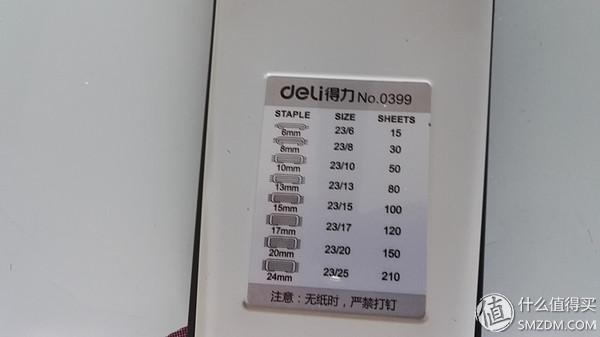 deli得力 No.0399
STAPLE SIZE SHEETS
6mm 23/6 15
8mm 23/8 30
10mm 23/10 50
13mm 23/13 80
15mm 23/15 100
17mm 23/17 120
20mm 23/20 150
24mm 23/25 210
注意：无纸时，严禁打钉
值 什么值得买
SMZDM.COM